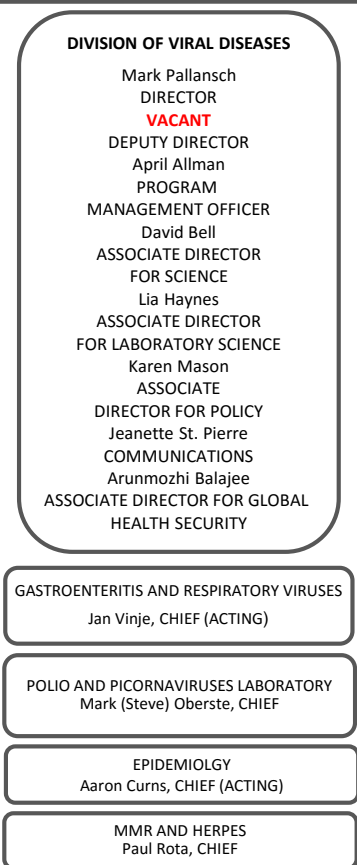 DIVISION OF VIRAL DISEASES
Mark Pallansch
DIRECTOR
VACANT
DEPUTY DIRECTOR
April Allman
PROGRAM
MANAGEMENT OFFICER
David Bell
ASSOCIATE DIRECTOR
FOR SCIENCE
Lia Haynes
ASSOCIATE DIRECTOR
FOR LABORATORY SCIENCE
Karen Mason
ASSOCIATE
DIRECTOR FOR POLICY
Jeanette St. Pierre
COMMUNICATIONS
Arunmozhi Balajee
ASSOCIATE DIRECTOR FOR GLOBAL
HEALTH SECURITY
GASTROENTERITIS AND RESPIRATORY VIRUSES
Jan Vinje, CHIEF (ACTING)
POLIO AND PICORNAVIRUSES LABORATORY
Mark (Steve) Oberste, CHIEF
EPIDEMIOLGY
Aaron Curns, CHIEF (ACTING)
MMR AND HERPES
Paul Rota, CHIEF